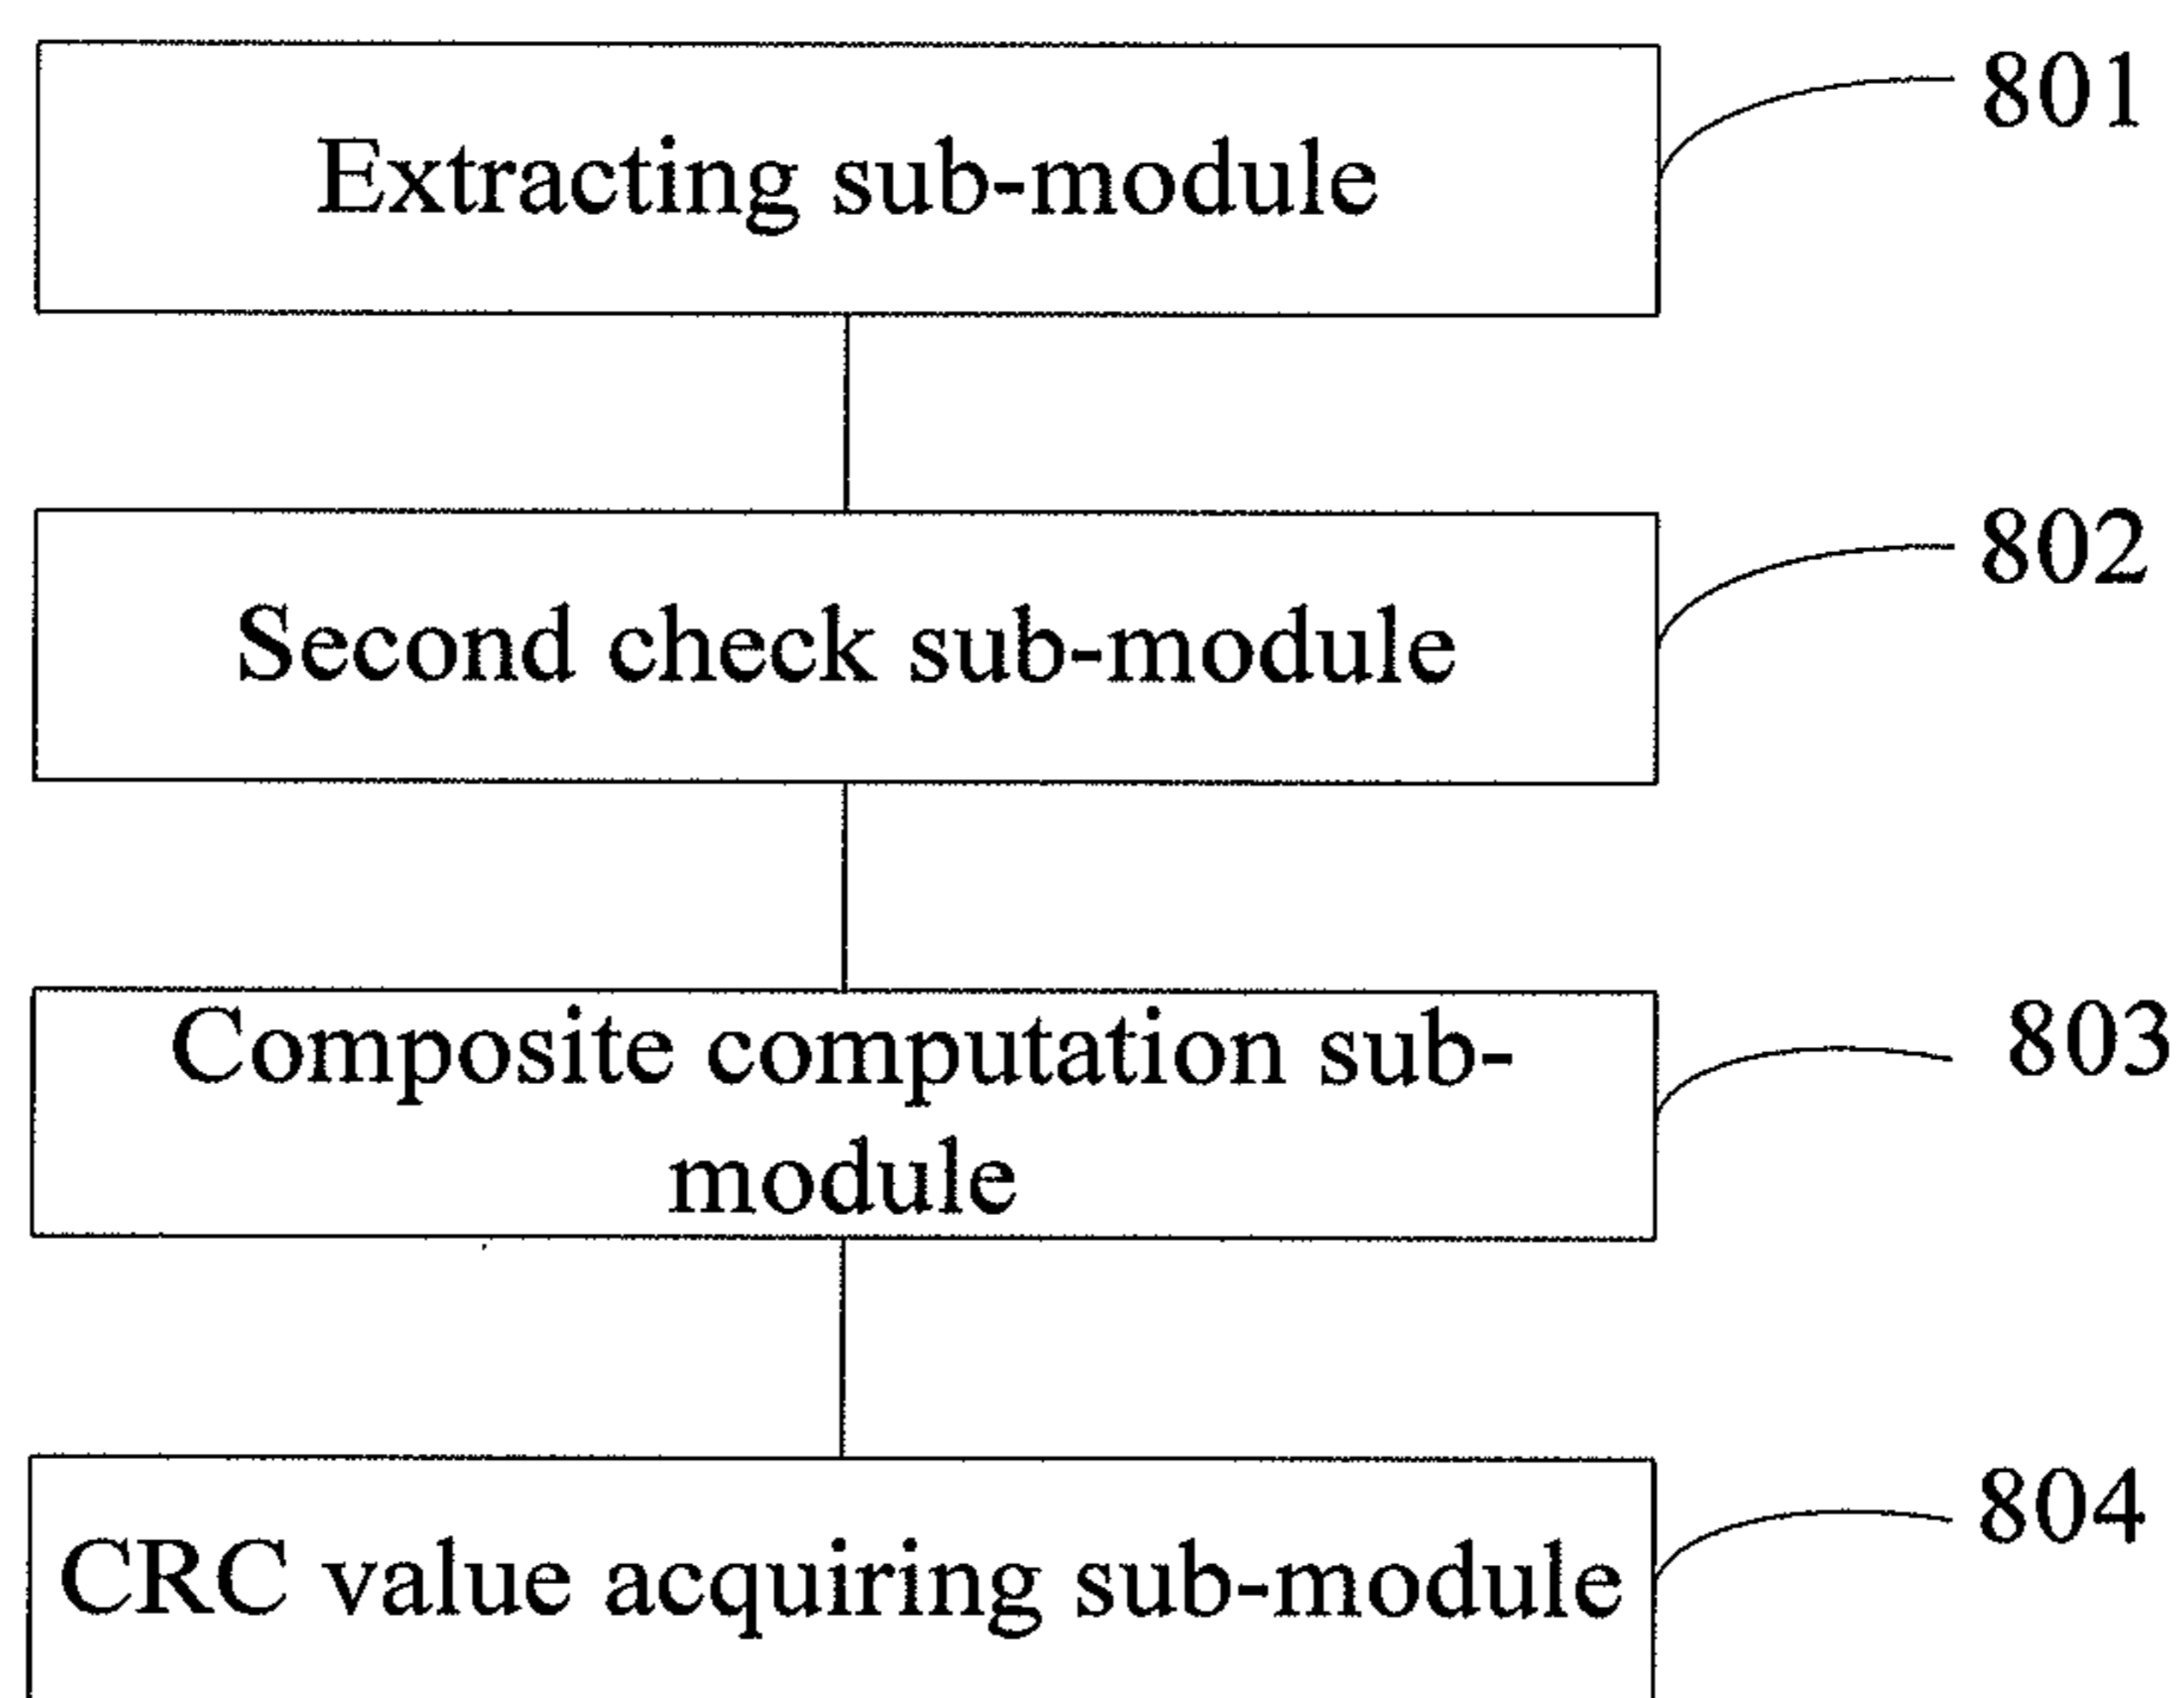 Extracting sub-module
801
Second check sub-module
802
Composite computation sub-
module
803
CRC value acquiring sub-module
804